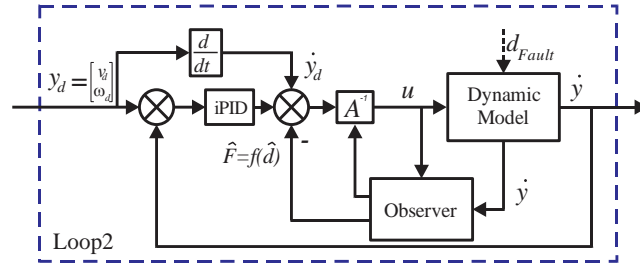 d/dt
ẏ_d
d_Fault
y_d = [v_d ω_d]
iPID
A⁻¹
u
Dynamic
Model
ẏ
-
F̂=f(d̂)
ẏ
Observer
Loop2